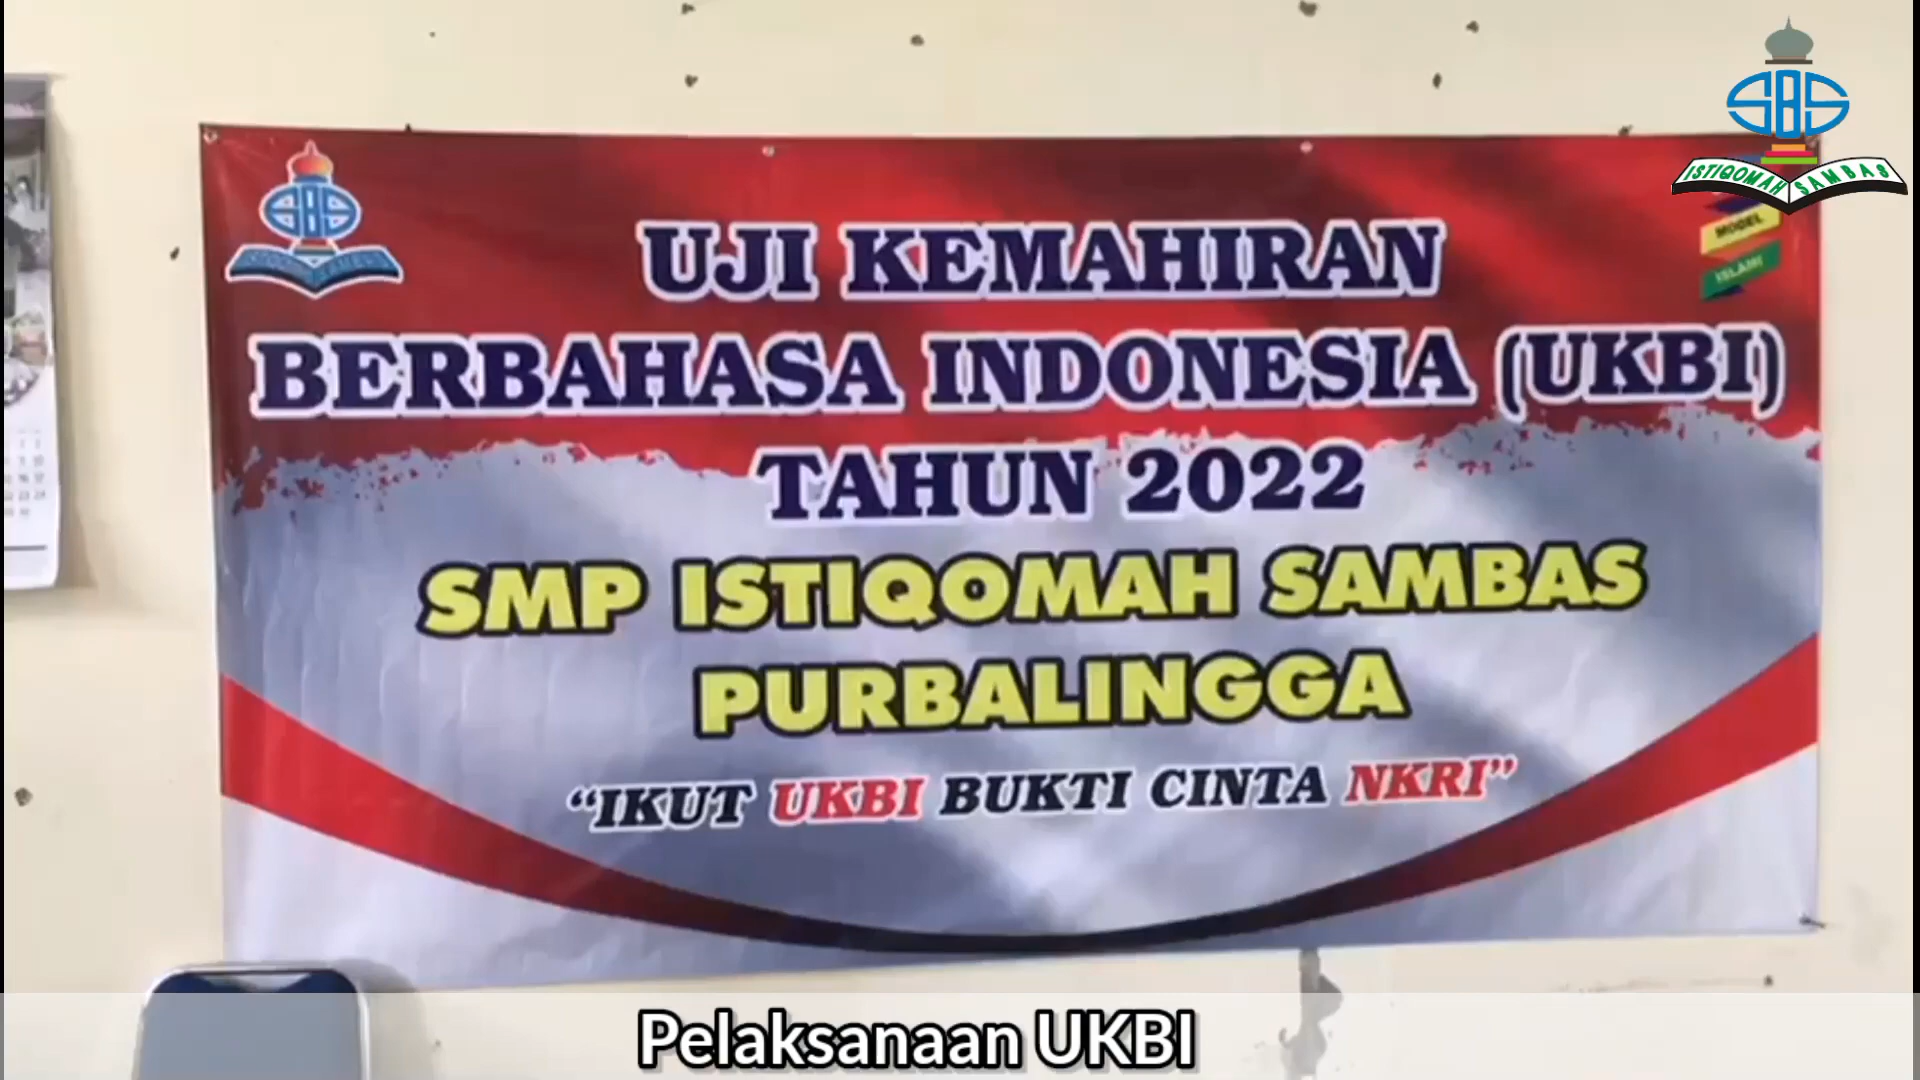 ISTIQOMAH SAMBAS
MODEL
ISLAMI
UJI KEMAHIRAN
BERBAHASA INDONESIA (UKBI)
TAHUN 2022
SMP ISTIQOMAH SAMBAS
PURBALINGGA
“IKUT UKBI BUKTI CINTA NKRI”
Pelaksanaan UKBI